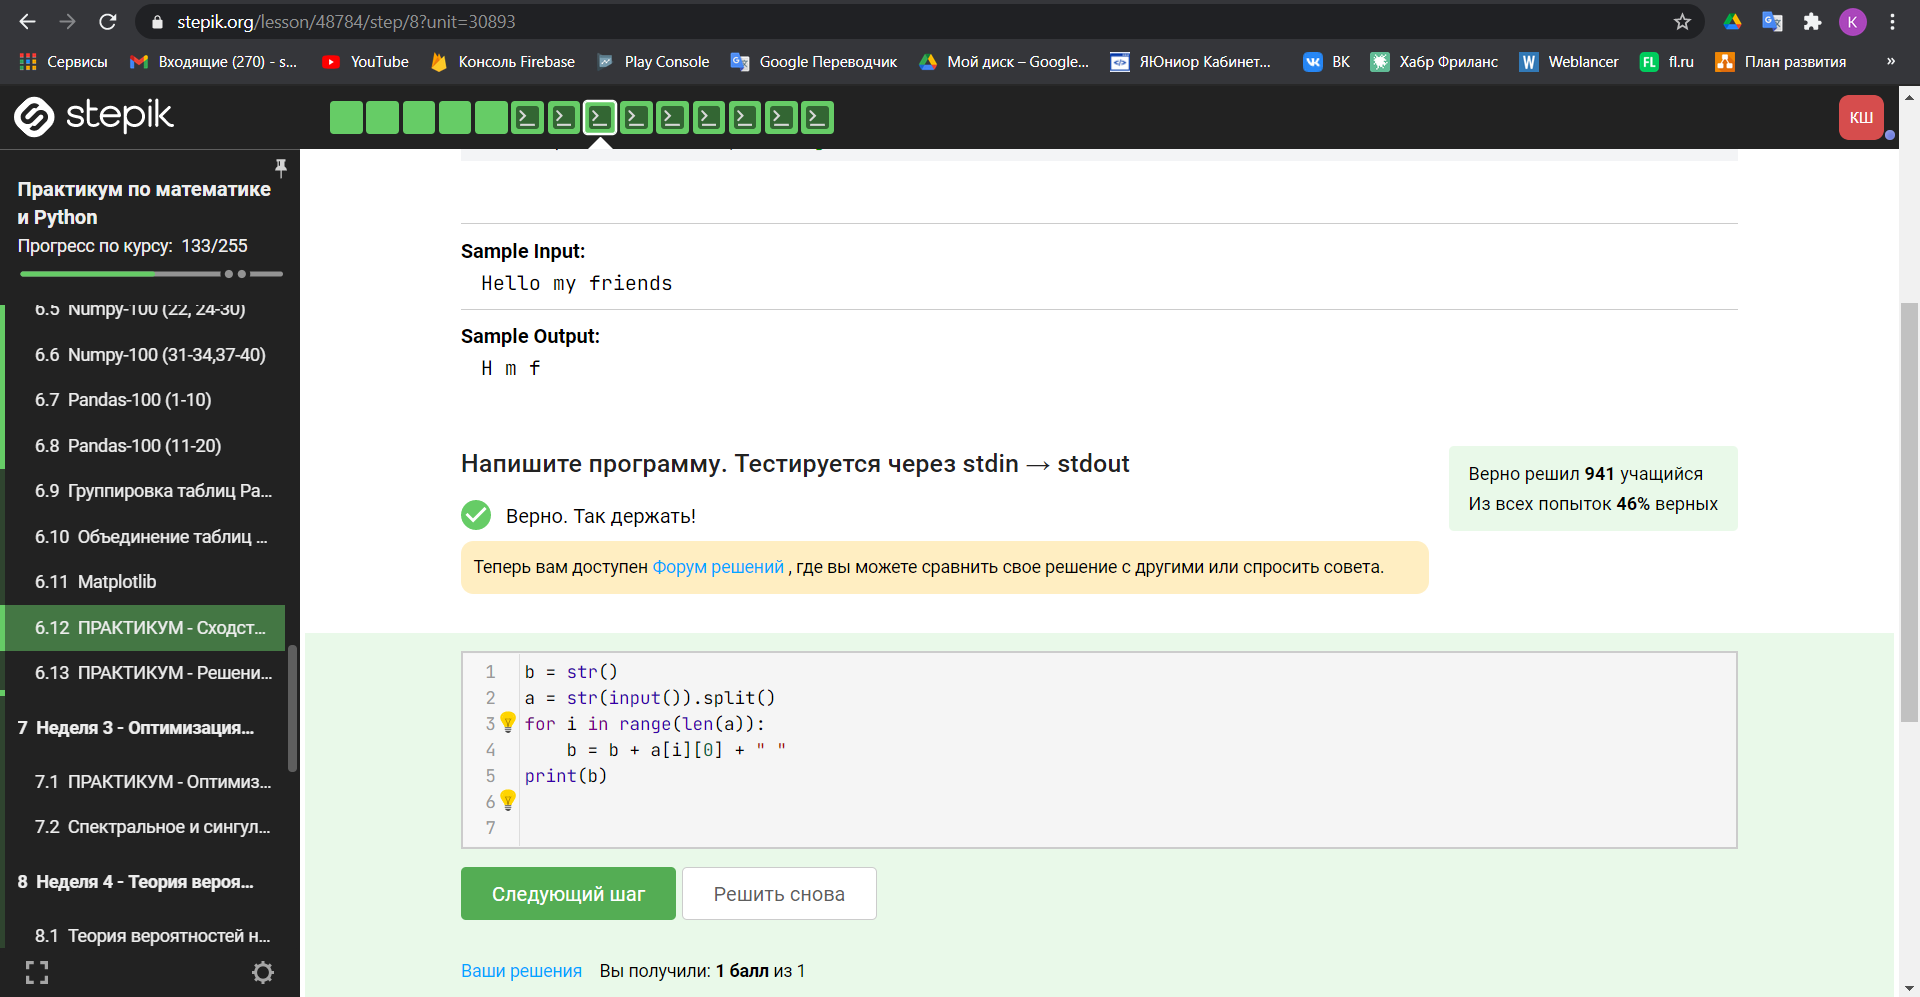 stepik.org/lesson/48784/step/8?unit=30893
K
Сервисы
Входящие (270) - s...
YouTube
Консоль Firebase
Play Console
Google Переводчик
Мой диск – Google...
ЯЮниор Кабинет...
ВК
Хабр Фриланс
Weblancer
fl.ru
План развития
»
stepik
КШ
Практикум по математике
и Python
Прогресс по курсу: 133/255
6.5 Numpy-100 (22, 24-30)
6.6 Numpy-100 (31-34,37-40)
6.7 Pandas-100 (1-10)
6.8 Pandas-100 (11-20)
6.9 Группировка таблиц Pa...
6.10 Объединение таблиц ...
6.11 Matplotlib
6.12 ПРАКТИКУМ - Сходст...
6.13 ПРАКТИКУМ - Решени...
7 Неделя 3 - Оптимизация...
7.1 ПРАКТИКУМ - Оптимиз...
7.2 Спектральное и сингул...
8 Неделя 4 - Теория вероя...
8.1 Теория вероятностей н...
Sample Input:
Hello my friends
Sample Output:
H m f
Напишите программу. Тестируется через stdin → stdout
Верно. Так держать!
Теперь вам доступен Форум решений , где вы можете сравнить свое решение с другими или спросить совета.
Верно решил 941 учащийся
Из всех попыток 46% верных
1 b = str()
2 a = str(input()).split()
3 for i in range(len(a)):
4     b = b + a[i][0] + " "
5 print(b)
6
7
Следующий шаг
Решить снова
Ваши решения Вы получили: 1 балл из 1